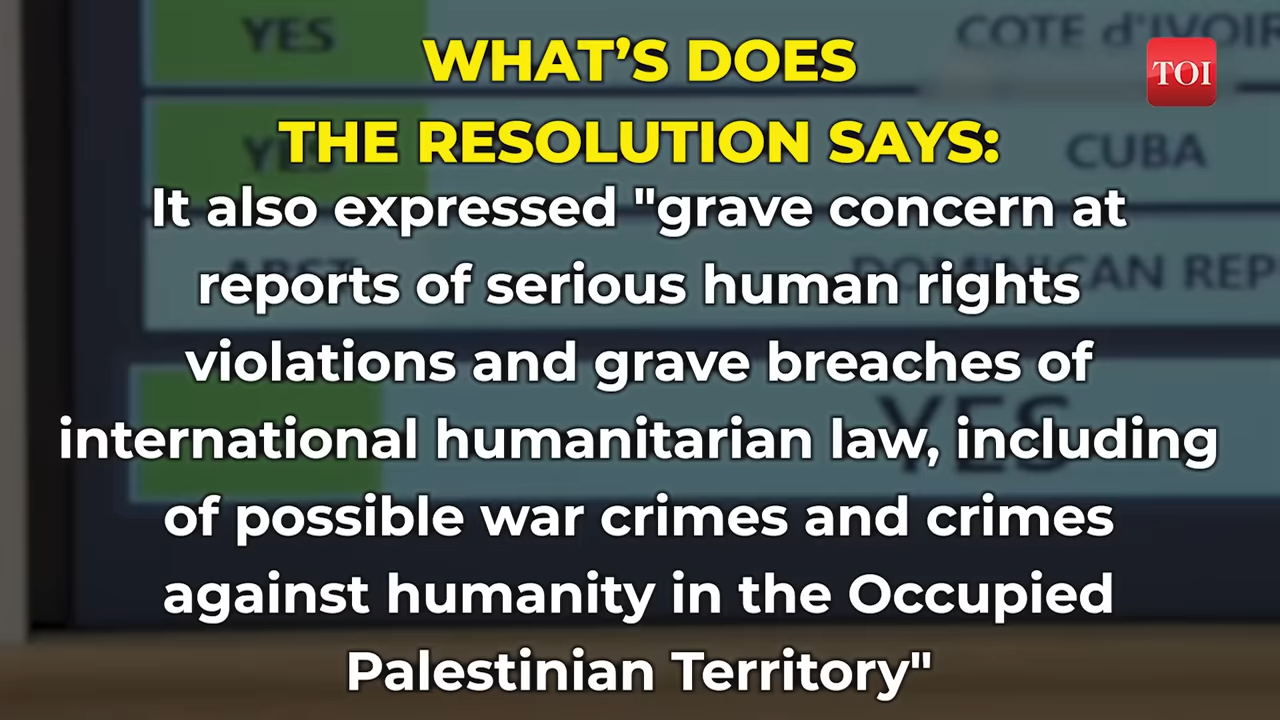 YES
COTE d'IVOIR
WHAT'S DOES
TOI
THE RESOLUTION SAYS:
YES
CUBA
It also expressed "grave concern at
reports of serious human rights
DOMINICAN REP
violations and grave breaches of
YES
international humanitarian law, including
of possible war crimes and crimes
against humanity in the Occupied
Palestinian Territory"